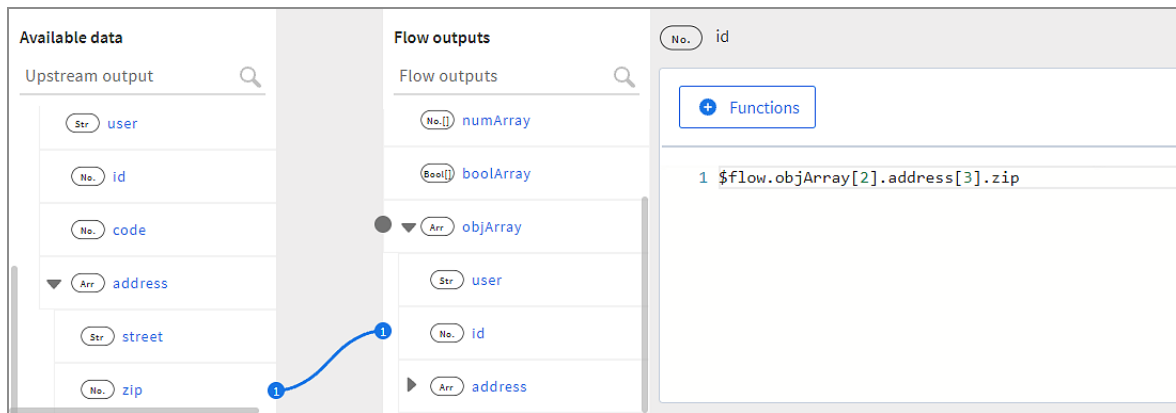 Available data
Upstream output
Str user
No. id
No. code
Arr address
Str street
No. zip
1
Flow outputs
Flow outputs
No.[] numArray
Bool[] boolArray
Arr objArray
Str user
1
No. id
Arr address
No. id
+ Functions
1 $flow.objArray[2].address[3].zip